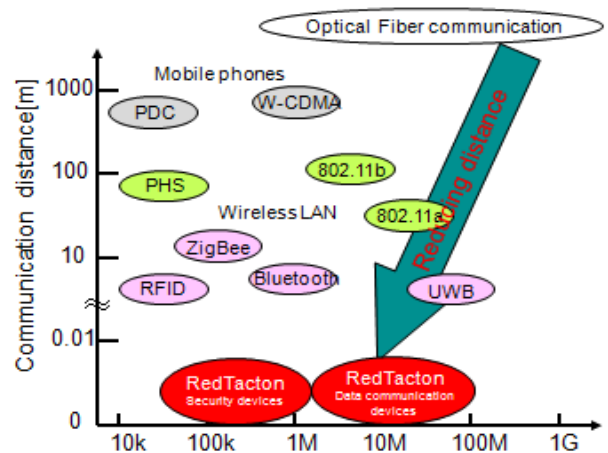 Optical Fiber communication
Communication distance[m]
1000
100
10
0.01
0
Mobile phones
PDC
W-CDMA
802.11b
PHS
802.11a
Wireless LAN
ZigBee
RFID
Bluetooth
UWB
Reducing distance
RedTacton
Security devices
RedTacton
Data communication
devices
10k
100k
1M
10M
100M
1G